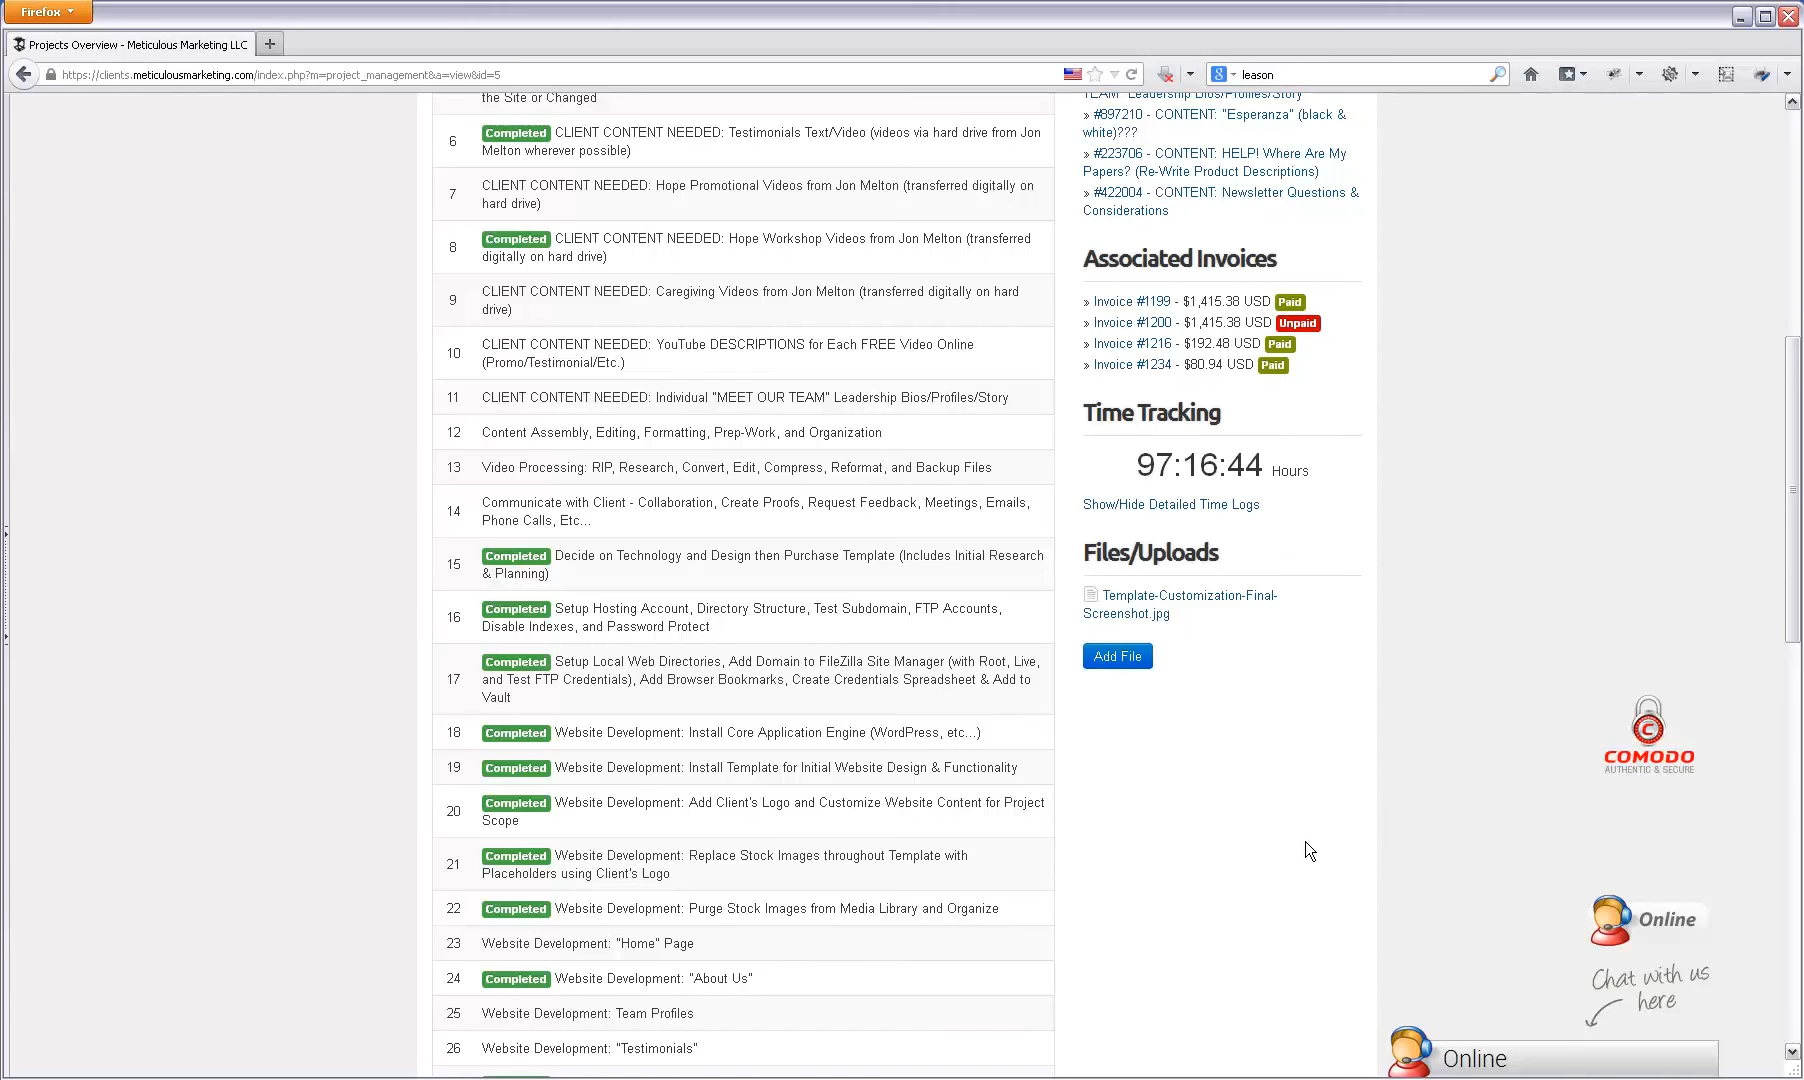 Firefox
Projects Overview - Meticulous Marketing LLC
https://clients.meticulousmarketing.com/index.php?m=project_management&a=view&id=5
leason
the Site or Changed
6
Completed CLIENT CONTENT NEEDED: Testimonials Text/Video (videos via hard drive from Jon
Melton wherever possible)
7
CLIENT CONTENT NEEDED: Hope Promotional Videos from Jon Melton (transferred digitally on
hard drive)
8
Completed CLIENT CONTENT NEEDED: Hope Workshop Videos from Jon Melton (transferred
digitally on hard drive)
9
CLIENT CONTENT NEEDED: Caregiving Videos from Jon Melton (transferred digitally on hard
drive)
10
CLIENT CONTENT NEEDED: YouTube DESCRIPTIONS for Each FREE Video Online
(Promo/Testimonial/Etc.)
11 CLIENT CONTENT NEEDED: Individual "MEET OUR TEAM" Leadership Bios/Profiles/Story
12 Content Assembly, Editing, Formatting, Prep-Work, and Organization
13 Video Processing: RIP, Research, Convert, Edit, Compress, Reformat, and Backup Files
14
Communicate with Client - Collaboration, Create Proofs, Request Feedback, Meetings, Emails,
Phone Calls, Etc...
15
Completed Decide on Technology and Design then Purchase Template (Includes Initial Research
& Planning)
16
Completed Setup Hosting Account, Directory Structure, Test Subdomain, FTP Accounts,
Disable Indexes, and Password Protect
17
Completed Setup Local Web Directories, Add Domain to FileZilla Site Manager (with Root, Live,
and Test FTP Credentials), Add Browser Bookmarks, Create Credentials Spreadsheet & Add to
Vault
18 Completed Website Development: Install Core Application Engine (WordPress, etc...)
19 Completed Website Development: Install Template for Initial Website Design & Functionality
20
Completed Website Development: Add Client's Logo and Customize Website Content for Project
Scope
21
Completed Website Development: Replace Stock Images throughout Template with
Placeholders using Client's Logo
22 Completed Website Development: Purge Stock Images from Media Library and Organize
23 Website Development: "Home" Page
24 Completed Website Development: "About Us"
25 Website Development: Team Profiles
26 Website Development: "Testimonials"
TEAM" Leadership Bios/Profiles/Story
» #897210 - CONTENT: "Esperanza" (black &
white)???
» #223706 - CONTENT: HELP! Where Are My
Papers? (Re-Write Product Descriptions)
» #422004 - CONTENT: Newsletter Questions &
Considerations
Associated Invoices
» Invoice #1199 - $1,415.38 USD Paid
» Invoice #1200 - $1,415.38 USD Unpaid
» Invoice #1216 - $192.48 USD Paid
» Invoice #1234 - $80.94 USD Paid
Time Tracking
97:16:44 Hours
Show/Hide Detailed Time Logs
Files/Uploads
Template-Customization-Final-
Screenshot.jpg
Add File
COMODO
AUTHENTIC & SECURE
Online
Chat with us
here
Online